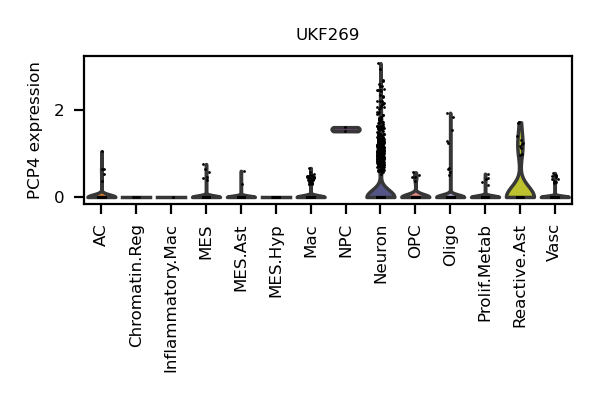 UKF269
PCP4 expression
2
0
AC
Chromatin.Reg
Inflammatory.Mac
MES
MES.Ast
MES.Hyp
Mac
NPC
Neuron
OPC
Oligo
Prolif.Metab
Reactive.Ast
Vasc